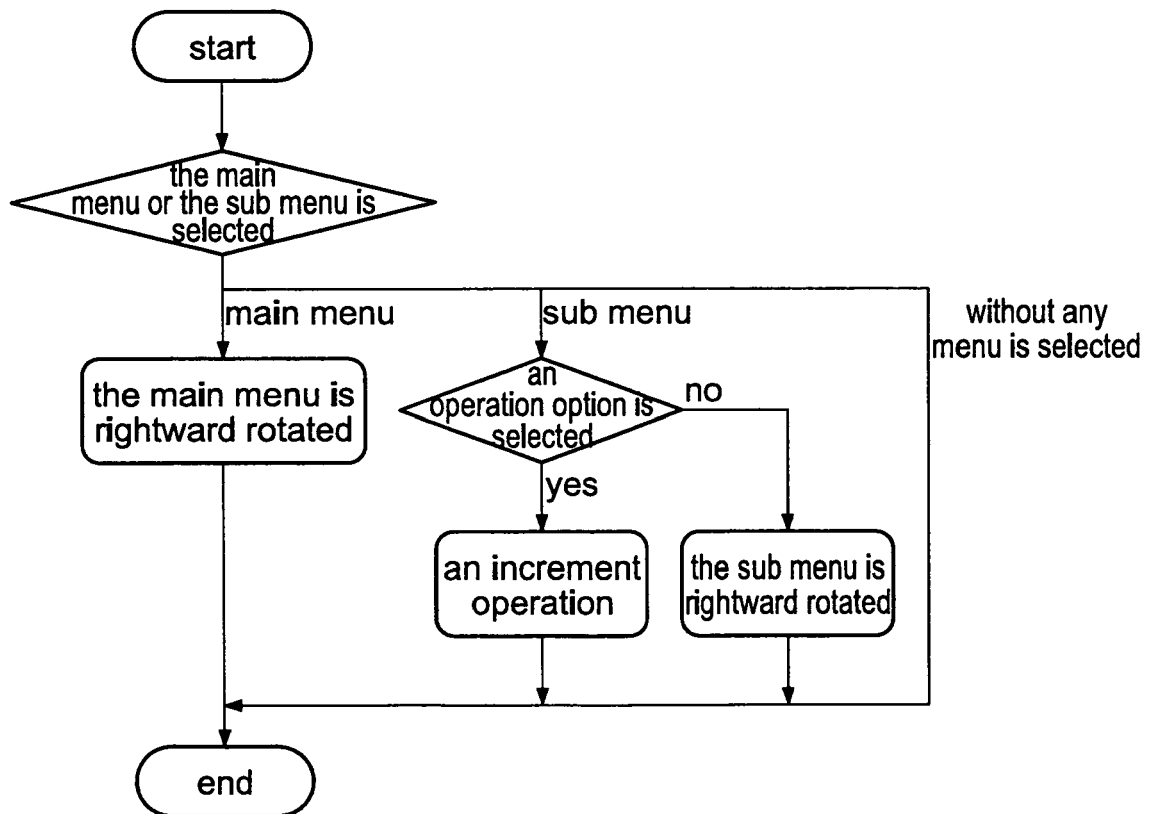 start
the main
menu or the sub menu is
selected
main menu
sub menu
without any
menu is selected
the main menu is
rightward rotated
an
operation option is
selected
no
yes
an increment
operation
the sub menu is
rightward rotated
end